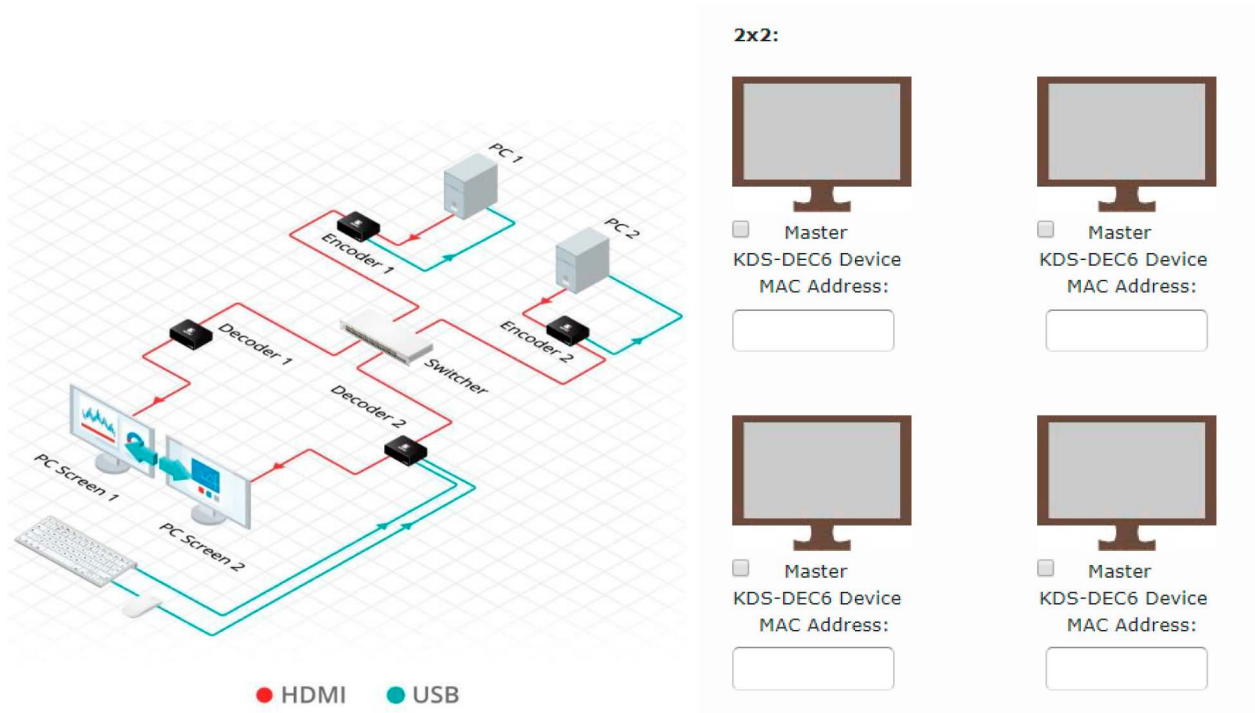 PC 1
PC 2
Encoder 1
Encoder 2
Decoder 1
Switcher
Decoder 2
PC Screen 1
PC Screen 2
HDMI USB
2x2:
Master
KDS-DEC6 Device
MAC Address:
Master
KDS-DEC6 Device
MAC Address:
Master
KDS-DEC6 Device
MAC Address:
Master
KDS-DEC6 Device
MAC Address: